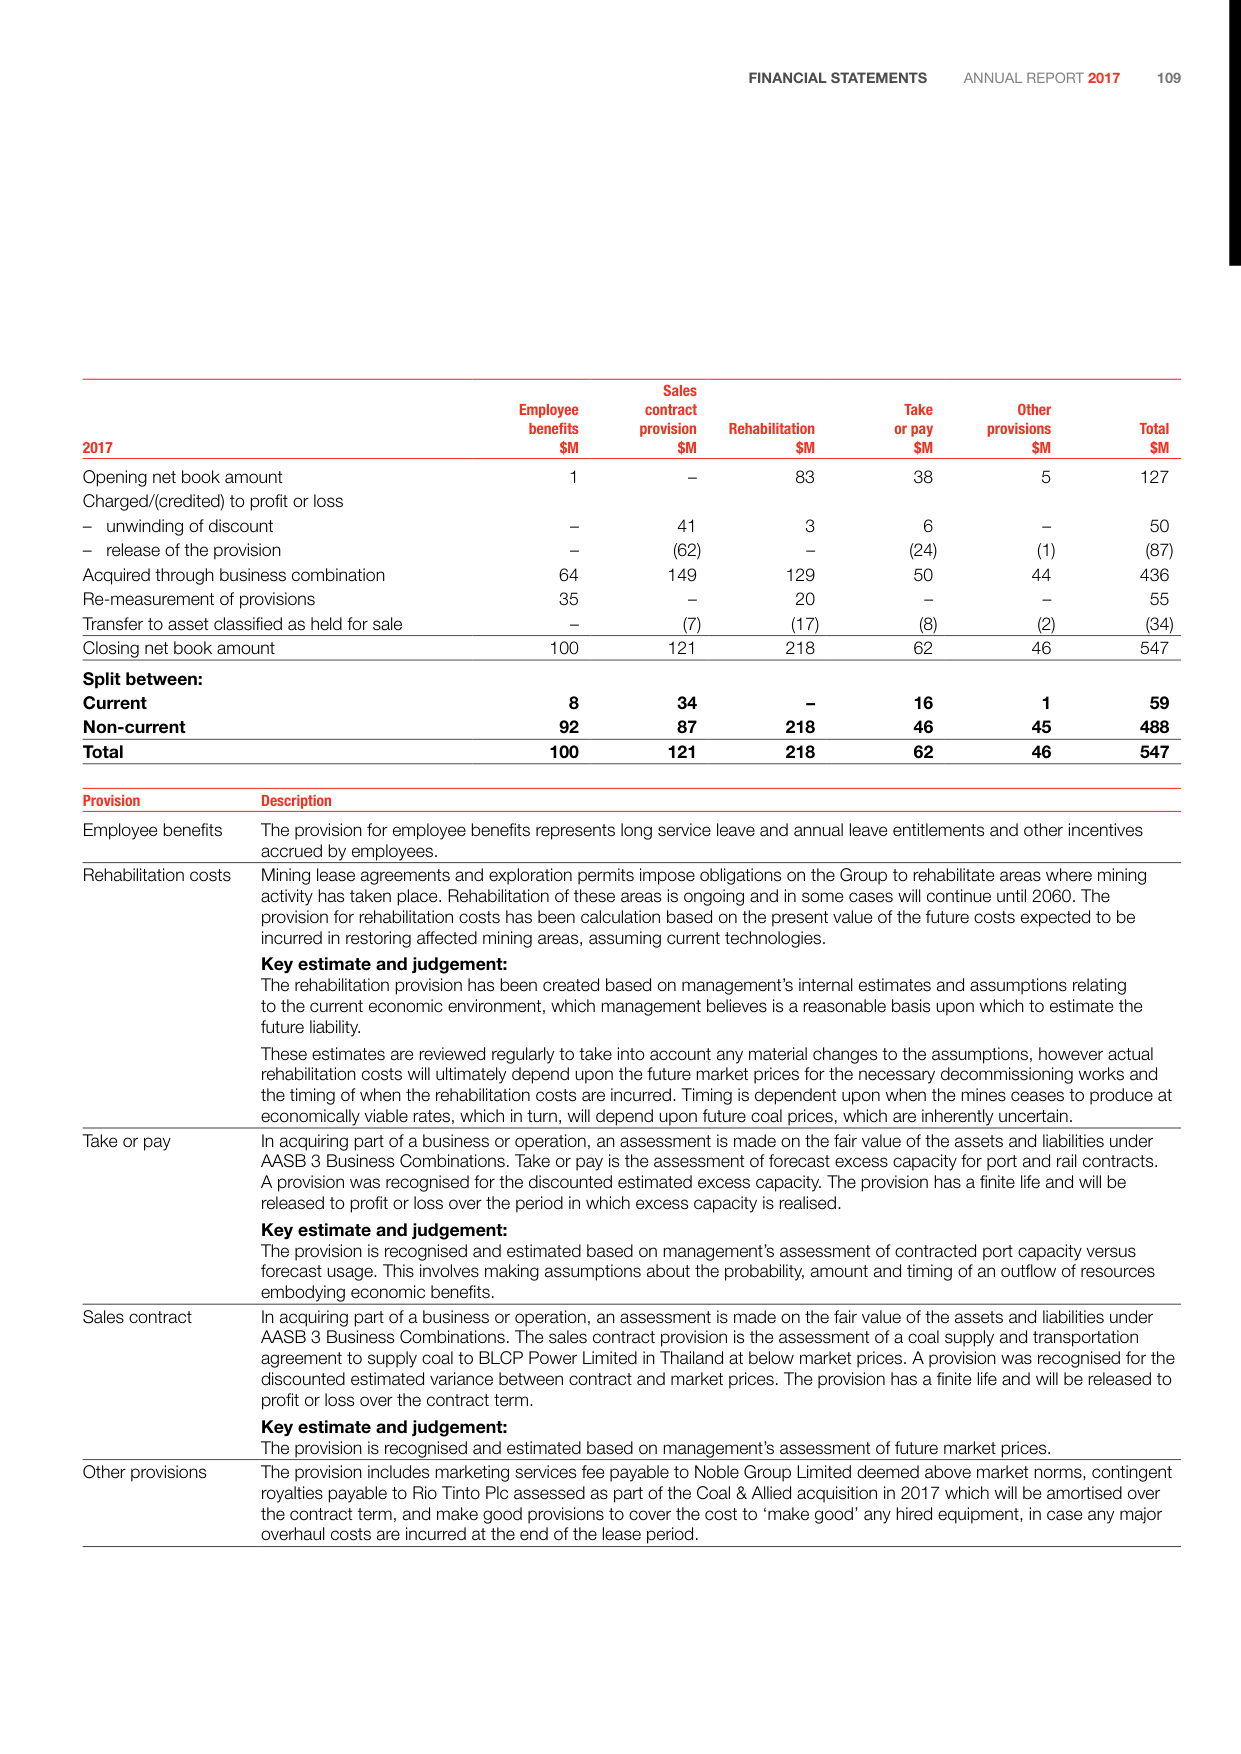 FINANCIAL STATEMENTS ANNUAL REPORT 2017 109
2017 Employee benefits $M Sales contract provision $M Rehabilitation $M Take or pay $M Other provisions $M Total $M
Opening net book amount 1 – 83 38 5 127
Charged/(credited) to profit or loss
– unwinding of discount – 41 3 6 – 50
– release of the provision – (62) – (24) (1) (87)
Acquired through business combination 64 149 129 50 44 436
Re-measurement of provisions 35 – 20 – – 55
Transfer to asset classified as held for sale – (7) (17) (8) (2) (34)
Closing net book amount 100 121 218 62 46 547
Split between:
Current 8 34 – 16 1 59
Non-current 92 87 218 46 45 488
Total 100 121 218 62 46 547
Provision Description
Employee benefits The provision for employee benefits represents long service leave and annual leave entitlements and other incentives
accrued by employees.
Rehabilitation costs Mining lease agreements and exploration permits impose obligations on the Group to rehabilitate areas where mining
activity has taken place. Rehabilitation of these areas is ongoing and in some cases will continue until 2060. The
provision for rehabilitation costs has been calculation based on the present value of the future costs expected to be
incurred in restoring affected mining areas, assuming current technologies.
Key estimate and judgement:
The rehabilitation provision has been created based on management’s internal estimates and assumptions relating
to the current economic environment, which management believes is a reasonable basis upon which to estimate the
future liability.
These estimates are reviewed regularly to take into account any material changes to the assumptions, however actual
rehabilitation costs will ultimately depend upon the future market prices for the necessary decommissioning works and
the timing of when the rehabilitation costs are incurred. Timing is dependent upon when the mines ceases to produce at
economically viable rates, which in turn, will depend upon future coal prices, which are inherently uncertain.
Take or pay In acquiring part of a business or operation, an assessment is made on the fair value of the assets and liabilities under
AASB 3 Business Combinations. Take or pay is the assessment of forecast excess capacity for port and rail contracts.
A provision was recognised for the discounted estimated excess capacity. The provision has a finite life and will be
released to profit or loss over the period in which excess capacity is realised.
Key estimate and judgement:
The provision is recognised and estimated based on management’s assessment of contracted port capacity versus
forecast usage. This involves making assumptions about the probability, amount and timing of an outflow of resources
embodying economic benefits.
Sales contract In acquiring part of a business or operation, an assessment is made on the fair value of the assets and liabilities under
AASB 3 Business Combinations. The sales contract provision is the assessment of a coal supply and transportation
agreement to supply coal to BLCP Power Limited in Thailand at below market prices. A provision was recognised for the
discounted estimated variance between contract and market prices. The provision has a finite life and will be released to
profit or loss over the contract term.
Key estimate and judgement:
The provision is recognised and estimated based on management’s assessment of future market prices.
Other provisions The provision includes marketing services fee payable to Noble Group Limited deemed above market norms, contingent
royalties payable to Rio Tinto Plc assessed as part of the Coal & Allied acquisition in 2017 which will be amortised over
the contract term, and make good provisions to cover the cost to ‘make good’ any hired equipment, in case any major
overhaul costs are incurred at the end of the lease period.